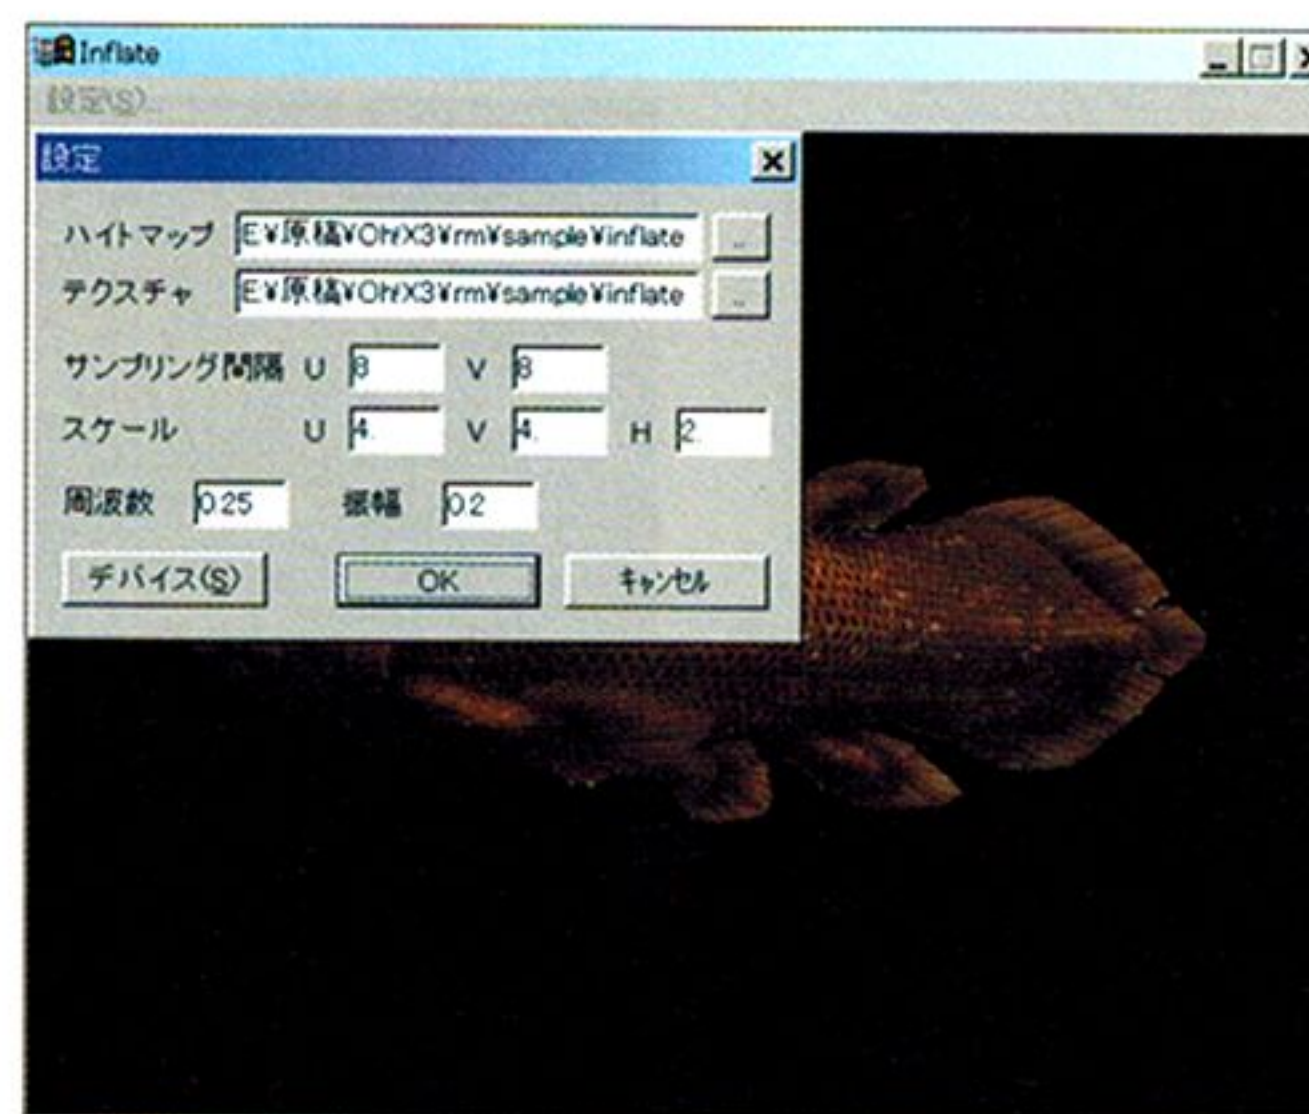 Inflate
設定(S)...
設定
ハイトマップ E:¥原稿¥Oh!X3¥rm¥sample¥inflate ..
テクスチャ E:¥原稿¥Oh!X3¥rm¥sample¥inflate ..
サンプリング間隔 U 8 V 8
スケール U 4. V 4. H 2.
周波数 0.25 振幅 0.2
デバイス(S) OK キャンセル